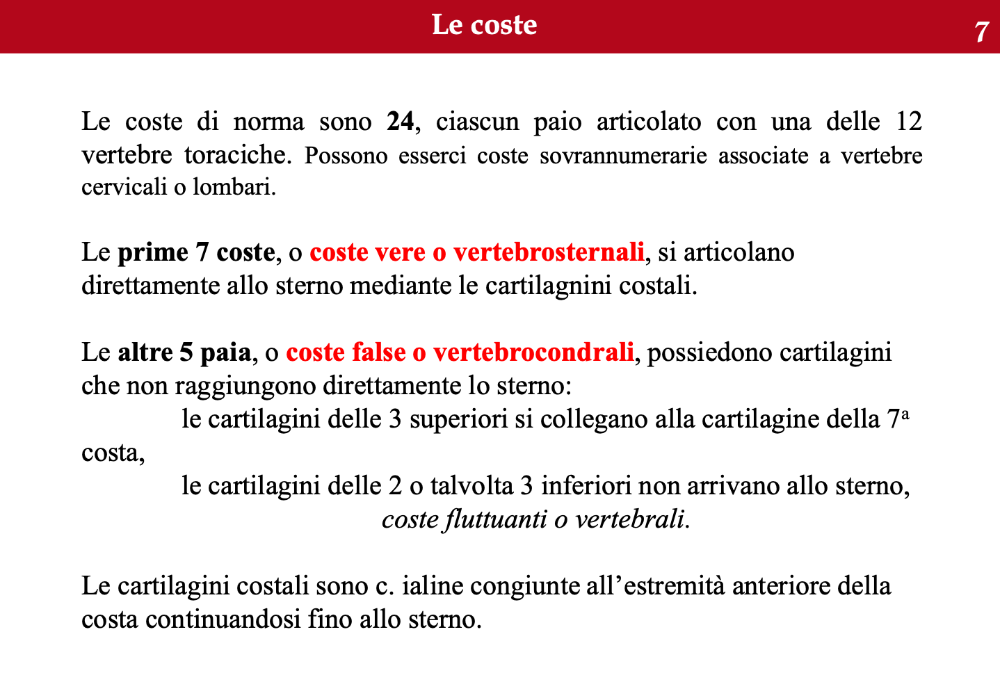 Le coste
7
Le coste di norma sono 24, ciascun paio articolato con una delle 12
vertebre toraciche. Possono esserci coste sovrannumerarie associate a vertebre
cervicali o lombari.
Le prime 7 coste, o coste vere o vertebrosternali, si articolano
direttamente allo sterno mediante le cartilagnini costali.
Le altre 5 paia, o coste false o vertebrocondrali, possiedono cartilagini
che non raggiungono direttamente lo sterno:
le cartilagini delle 3 superiori si collegano alla cartilagine della 7ª
costa,
le cartilagini delle 2 o talvolta 3 inferiori non arrivano allo sterno,
coste fluttuanti o vertebrali.
Le cartilagini costali sono c. ialine congiunte all’estremità anteriore della
costa continuandosi fino allo sterno.